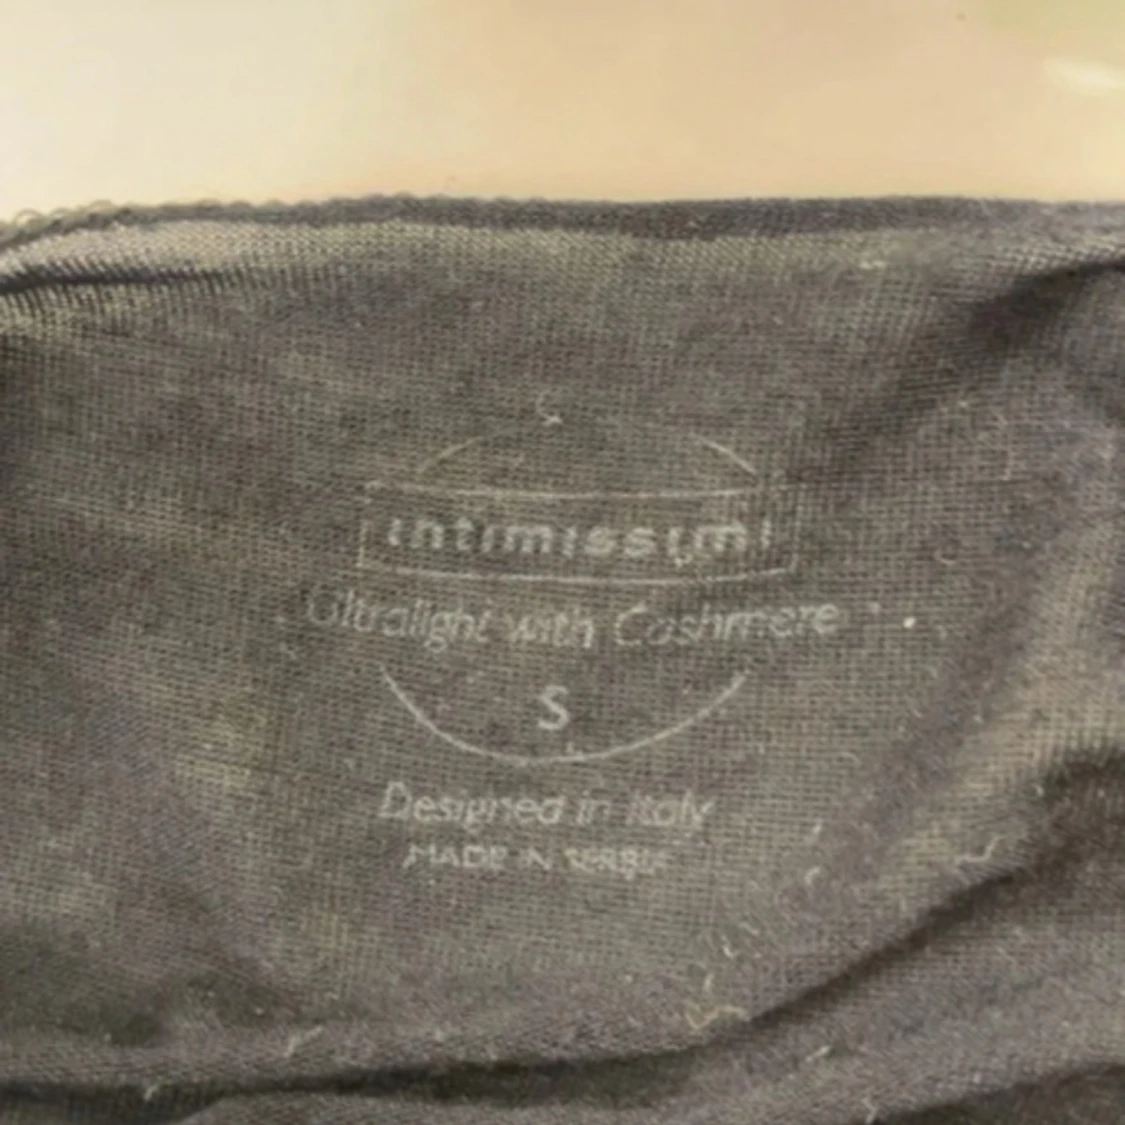 intimissimi
Ultralight with Cashmere
S
Designed in Italy
MADE IN SERBIA